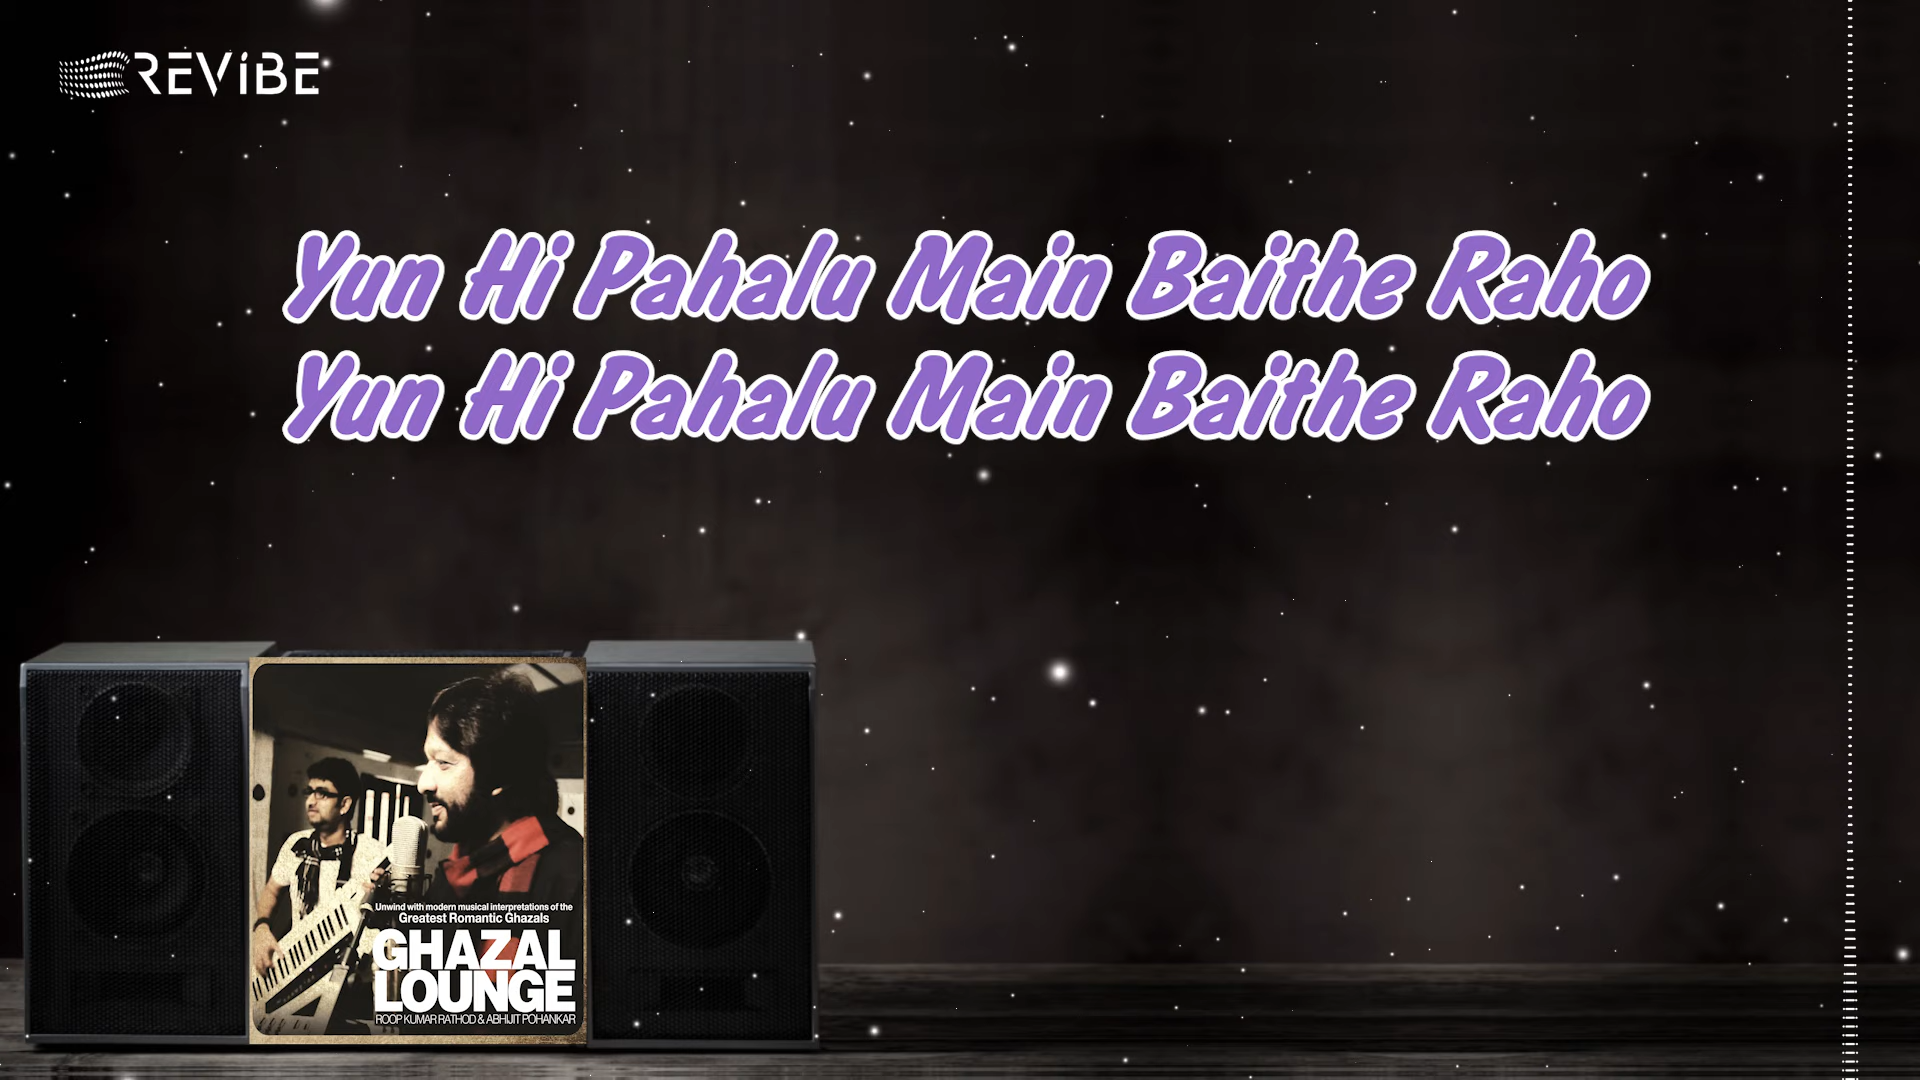 REViBE
Yun Hi Pahalu Main Baithe Raho
Yun Hi Pahalu Main Baithe Raho
Unwind with modern musical interpretations of the
Greatest Romantic Ghazals
GHAZAL
LOUNGE
ROOP KUMAR RATHOD & ABHIJIT POHANKAR